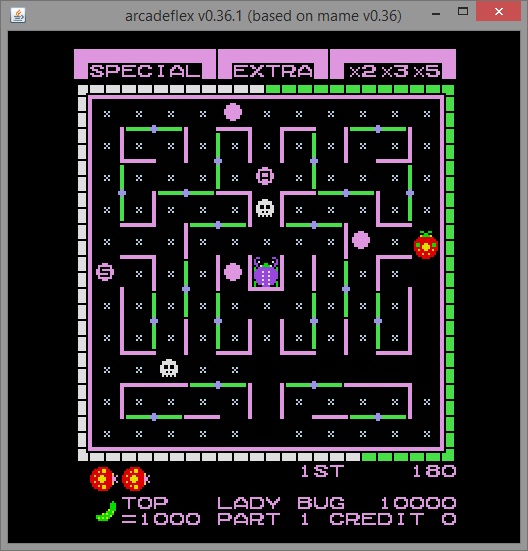 arcadeflex v0.36.1 (based on mame v0.36)
SPECIAL EXTRA x2x3x5
S
1ST 180
TOP LADY BUG 10000
=1000 PART 1 CREDIT 0